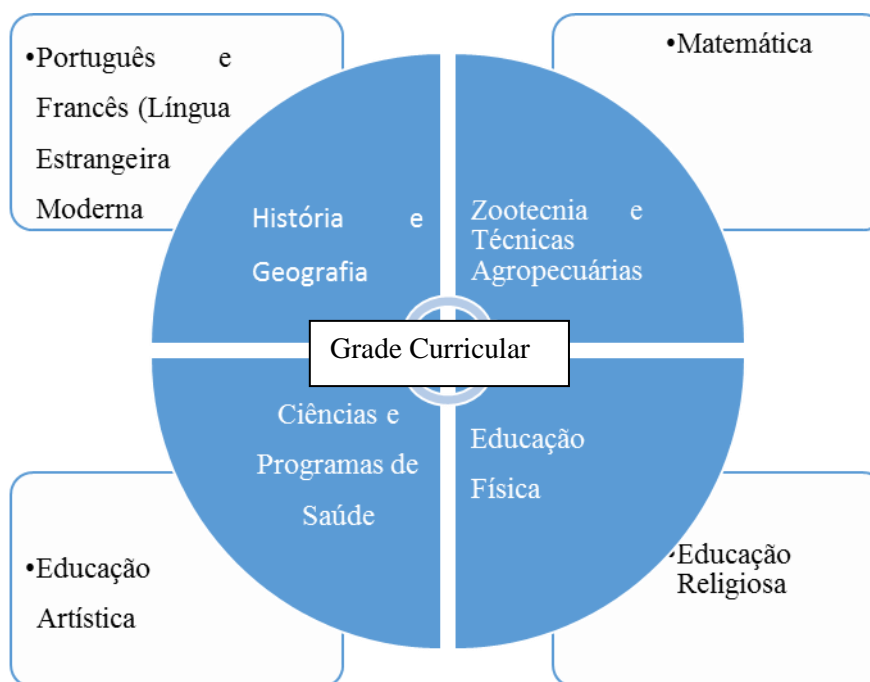 •Português e
Francês (Língua
Estrangeira
Moderna
•Matemática
História e
Geografia
Zootecnia e
Técnicas
Agropecuárias
Grade Curricular
Ciências e
Programas de
Saúde
Educação
Física
•Educação
Artística
•Educação
Religiosa